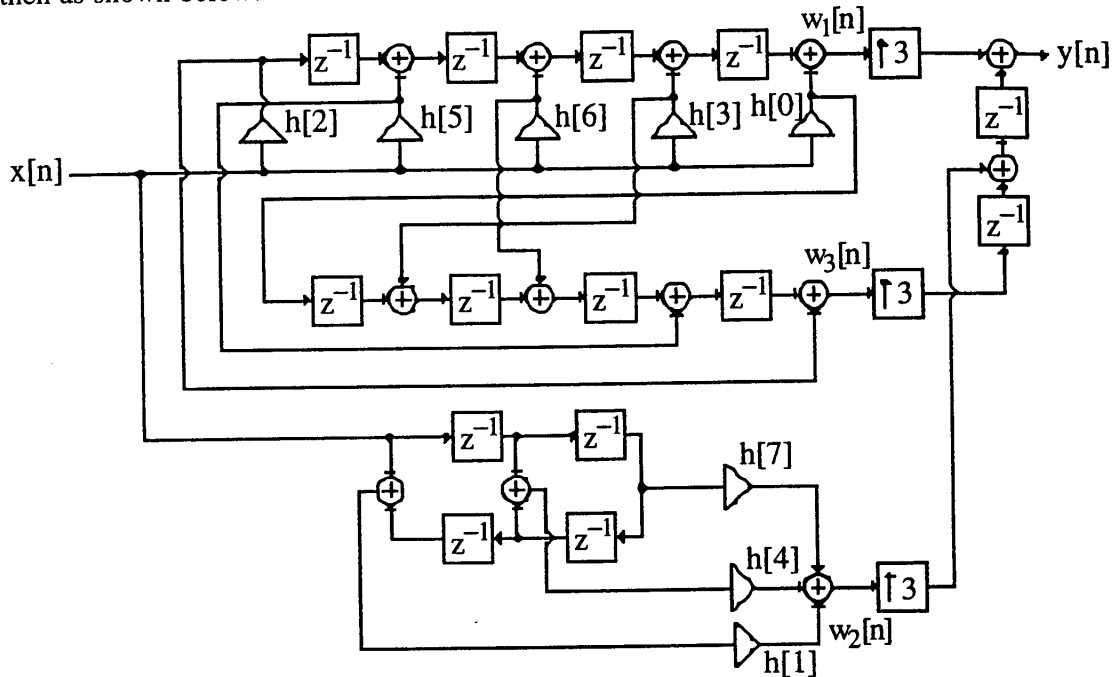 then as shown below.
w₁[n]
z⁻¹ + z⁻¹ + z⁻¹ + z⁻¹ + ↑3 + y[n]
h[2] h[5] h[6] h[3] h[0] z⁻¹
x[n] +
z⁻¹
w₃[n]
z⁻¹ + z⁻¹ + z⁻¹ + z⁻¹ + ↑3
z⁻¹ z⁻¹
h[7]
+ +
z⁻¹ z⁻¹
h[4] + ↑3
w₂[n]
h[1]